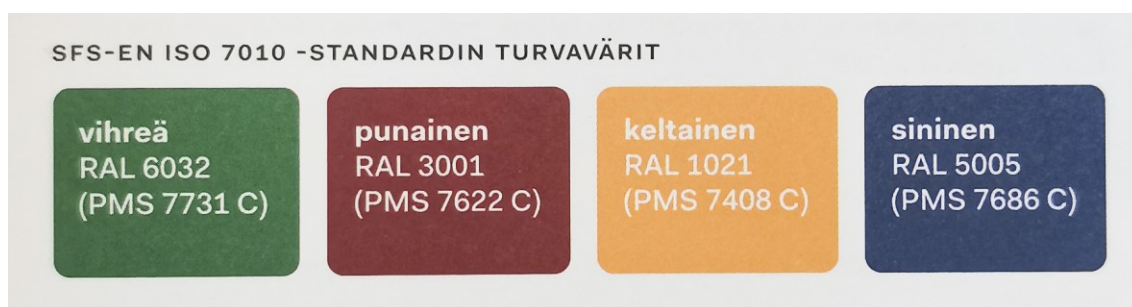 SFS-EN ISO 7010 -STANDARDIN TURVAVÄRIT
vihreä
RAL 6032
(PMS 7731 C)
punainen
RAL 3001
(PMS 7622 C)
keltainen
RAL 1021
(PMS 7408 C)
sininen
RAL 5005
(PMS 7686 C)